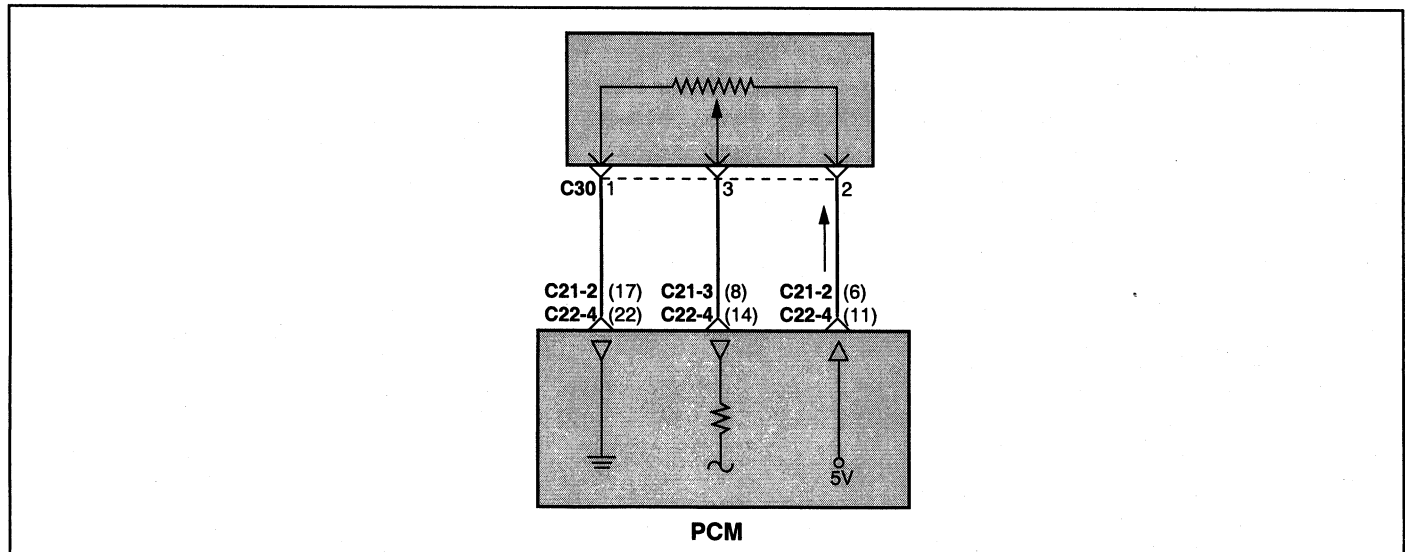 C30 1 3 2
C21-2 (17) C21-3 (8) C21-2 (6)
C22-4 (22) C22-4 (14) C22-4 (11)
5V
PCM